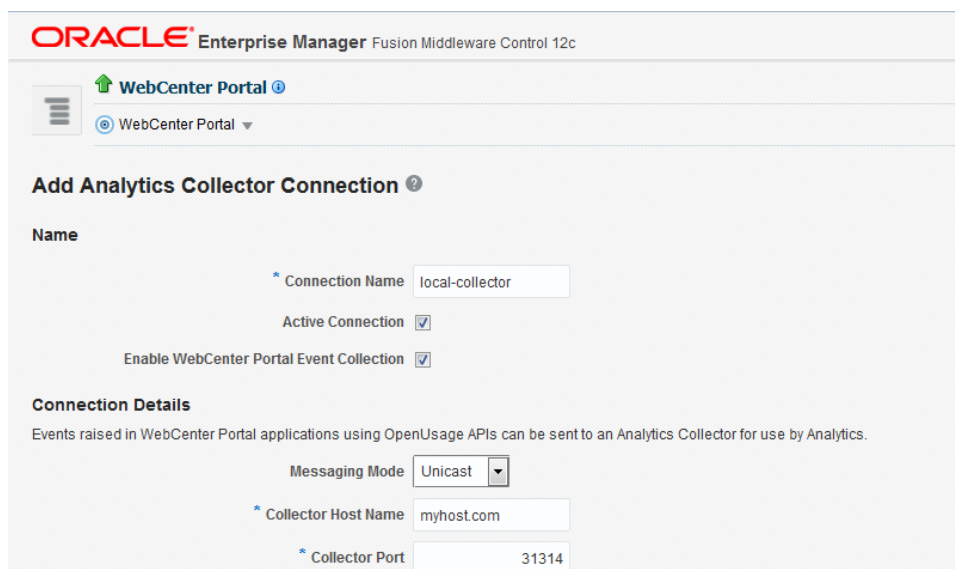 ORACLE Enterprise Manager Fusion Middleware Control 12c
WebCenter Portal
WebCenter Portal
Add Analytics Collector Connection
Name
* Connection Name local-collector
Active Connection
Enable WebCenter Portal Event Collection
Connection Details
Events raised in WebCenter Portal applications using OpenUsage APIs can be sent to an Analytics Collector for use by Analytics.
Messaging Mode Unicast
* Collector Host Name myhost.com
* Collector Port 31314